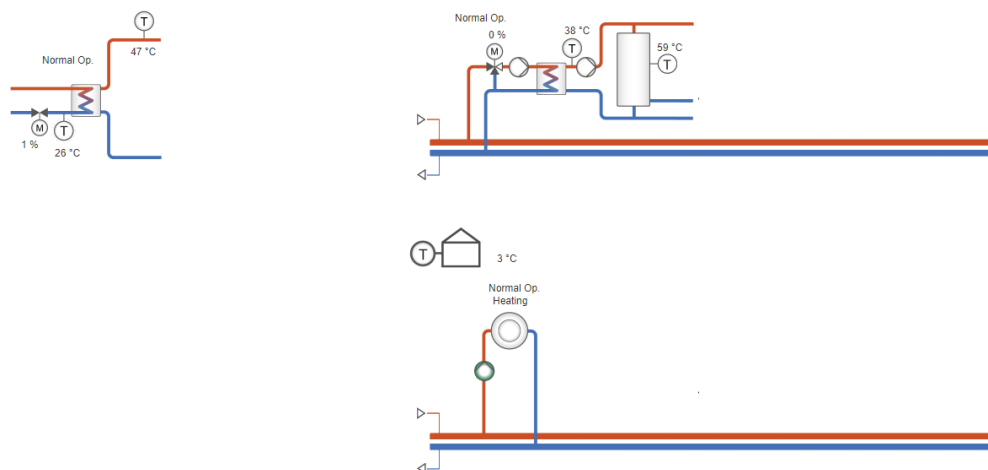 T
47 °C
Normal Op.
M
T
1 %
26 °C
Normal Op.
0 %
M
38 °C
T
59 °C
T
T
3 °C
Normal Op.
Heating